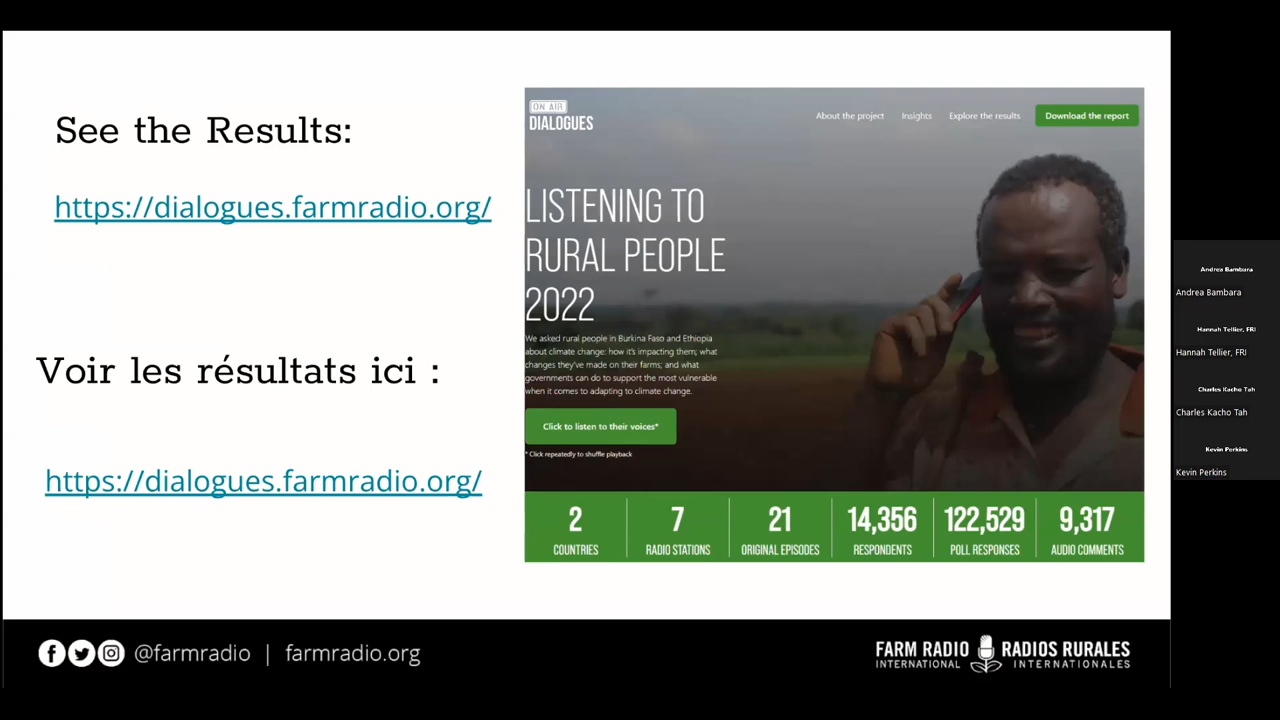 See the Results:
https://dialogues.farmradio.org/
Voir les résultats ici :
https://dialogues.farmradio.org/
ON AIR
DIALOGUES
About the project
Insights
Explore the results
Download the report
LISTENING TO
RURAL PEOPLE
2022
We asked rural people in Burkina Faso and Ethiopia
about climate change: how it's impacting them; what
changes they've made on their farms; and what
governments can do to support the most vulnerable
when it comes to adapting to climate change.
Click to listen to their voices*
* Click repeatedly to shuffle playback
2
COUNTRIES
7
RADIO STATIONS
21
ORIGINAL EPISODES
14,356
RESPONDENTS
122,529
POLL RESPONSES
9,317
AUDIO COMMENTS
@farmradio | farmradio.org
FARM RADIO
INTERNATIONAL
RADIOS RURALES
INTERNATIONALES
Andrea Bambara
Andrea Bambara
Hannah Tellier, FRI
Hannah Tellier, FRI
Charles Kacho Tah
Charles Kacho Tah
Kevin Perkins
Kevin Perkins